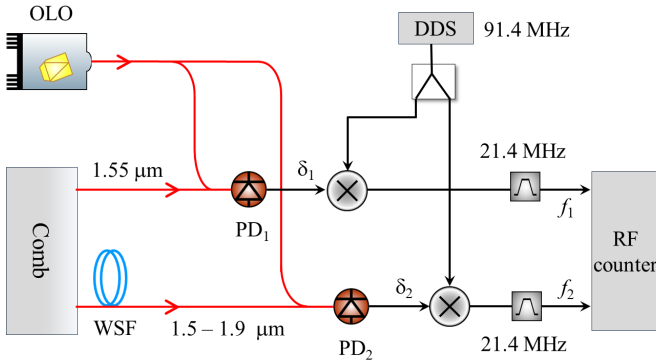 OLO
DDS
91.4 MHz
1.55 μm
δ1
21.4 MHz
PD1
f1
Comb
RF
counter
WSF
1.5 – 1.9 μm
δ2
f2
PD2
21.4 MHz